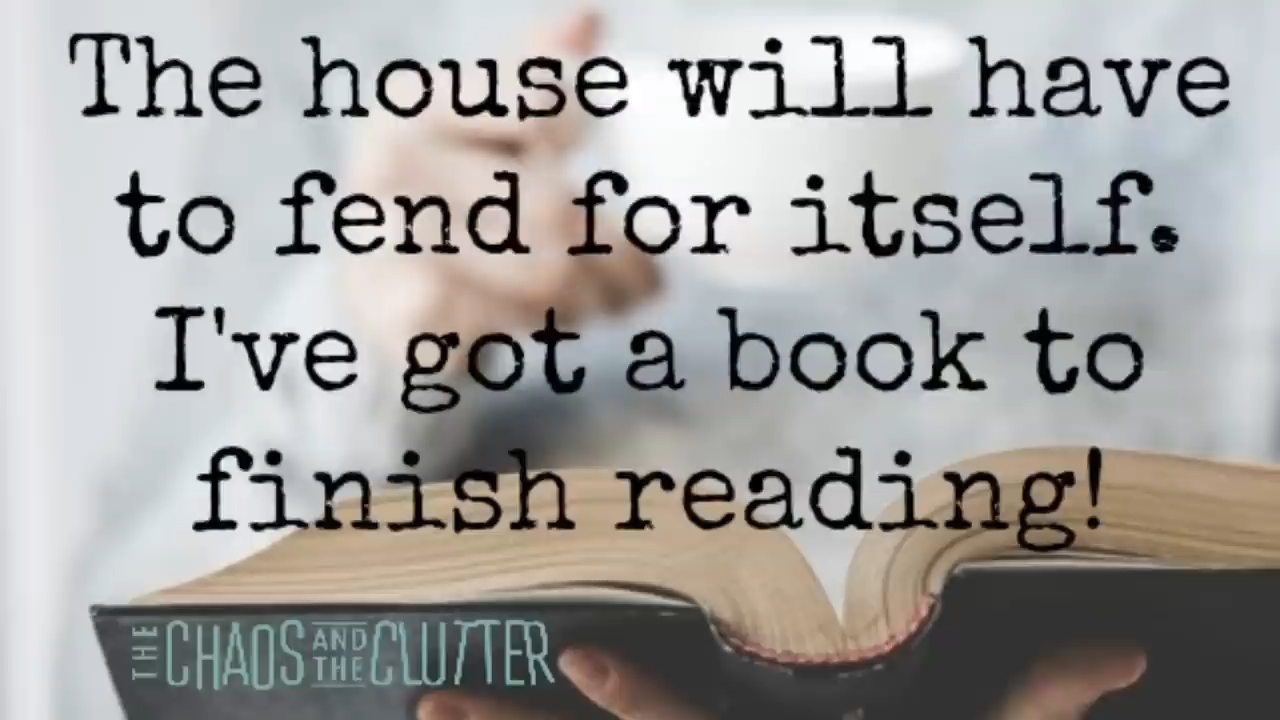 The house will have
to fend for itself.
I've got a book to
finish reading!
THE CHAOS AND THE CLUTTER